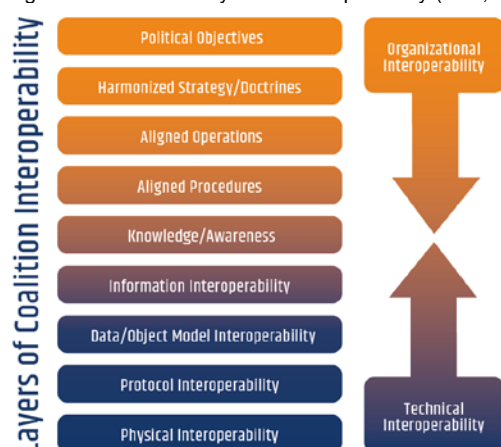 Layers of Coalition Interoperability
Political Objectives
Harmonized Strategy/Doctrines
Aligned Operations
Aligned Procedures
Knowledge/Awareness
Information Interoperability
Data/Object Model Interoperability
Protocol Interoperability
Physical Interoperability
Organizational
Interoperability
Technical
Interoperability